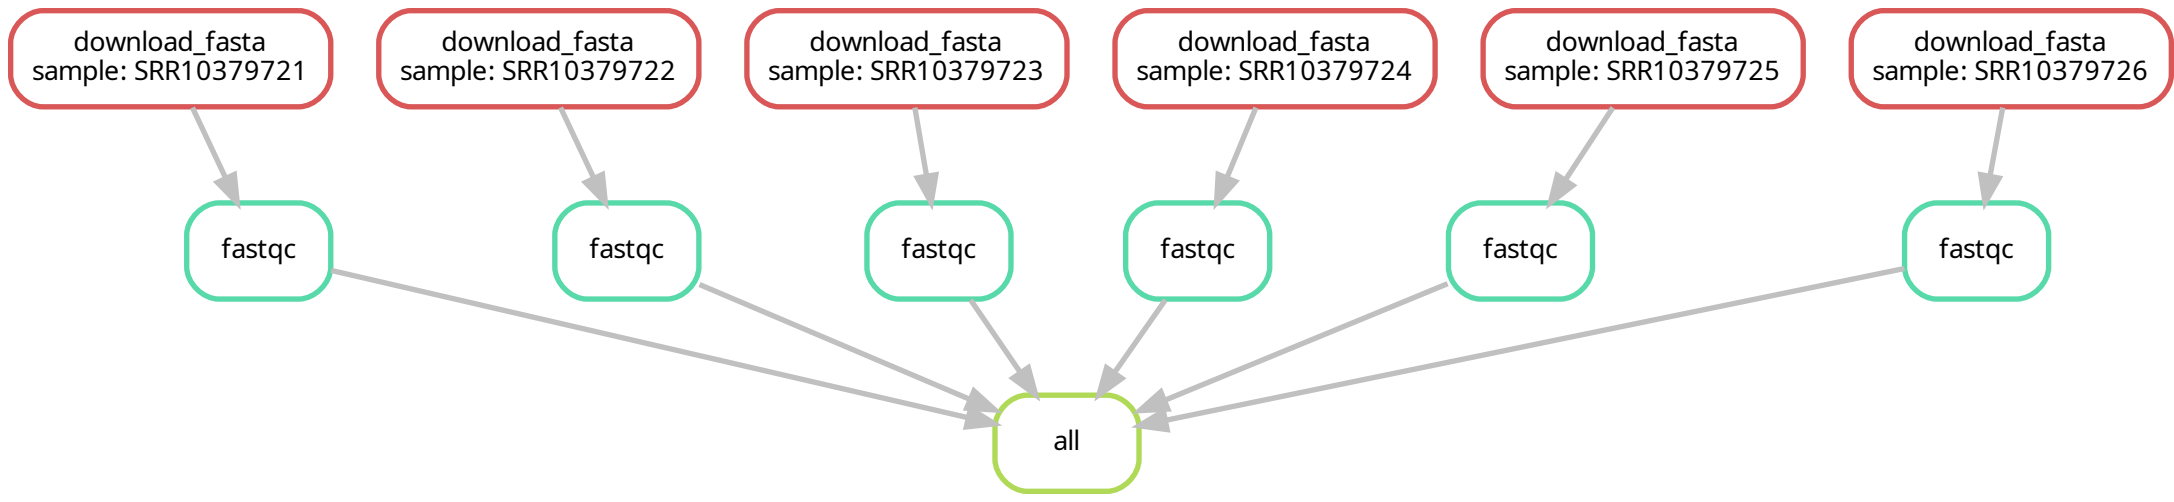 download_fasta
sample: SRR10379721
download_fasta
sample: SRR10379722
download_fasta
sample: SRR10379723
download_fasta
sample: SRR10379724
download_fasta
sample: SRR10379725
download_fasta
sample: SRR10379726
fastqc
fastqc
fastqc
fastqc
fastqc
fastqc
all